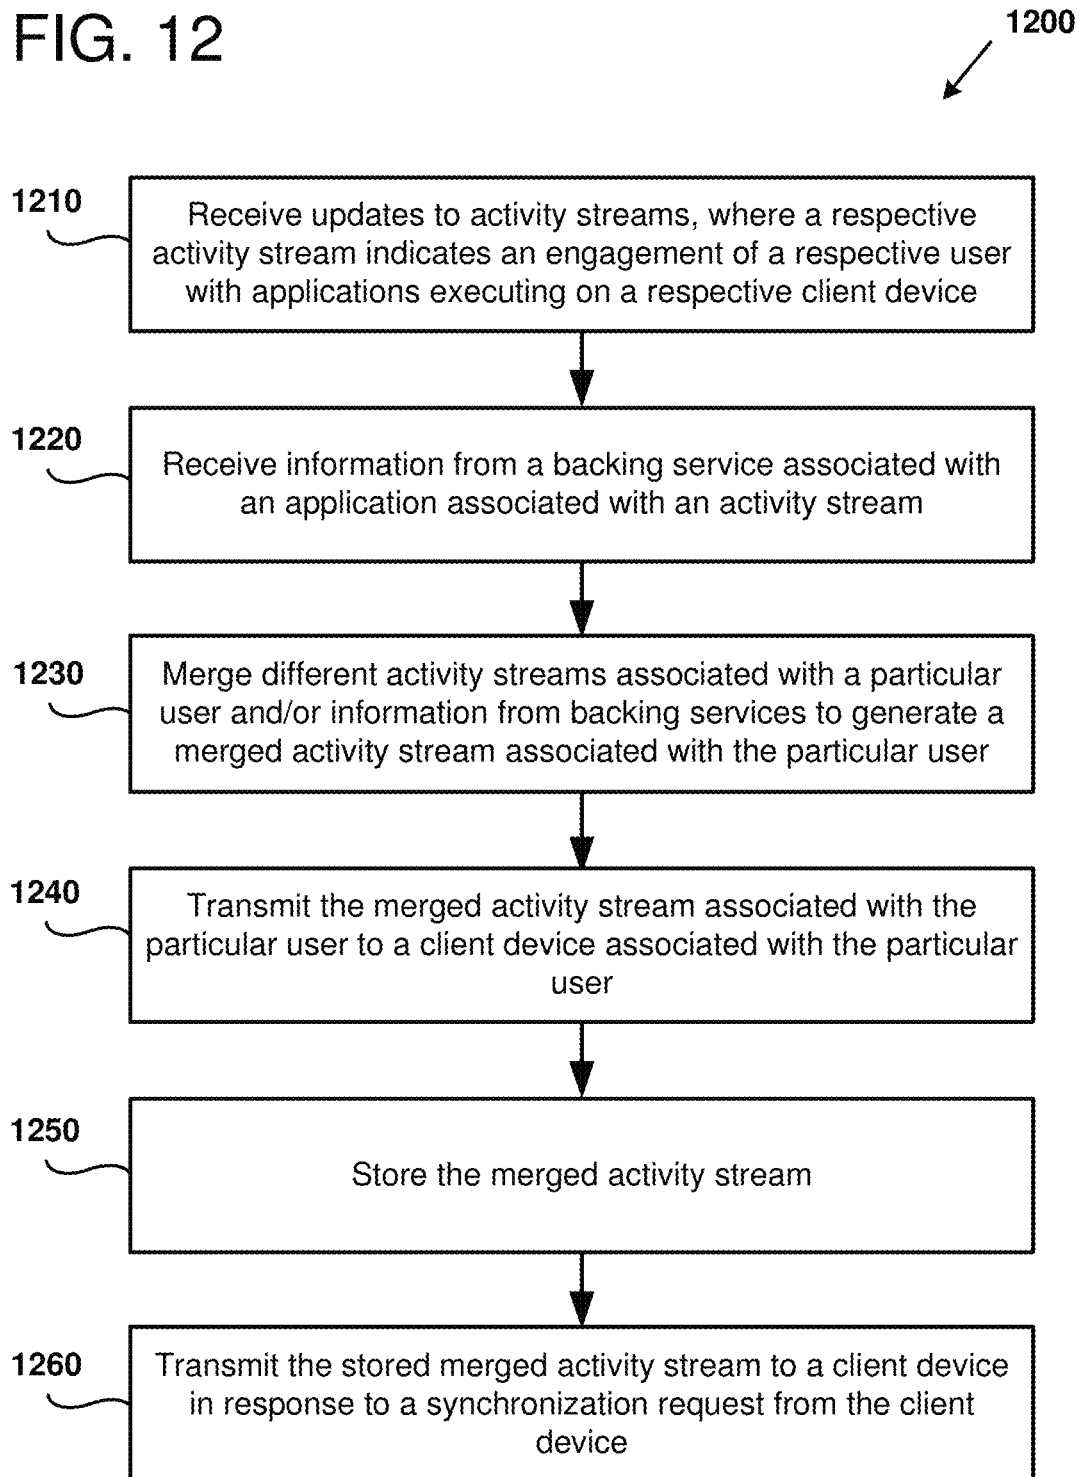 FIG. 12
1200
1210
Receive updates to activity streams, where a respective
activity stream indicates an engagement of a respective user
with applications executing on a respective client device
1220
Receive information from a backing service associated with
an application associated with an activity stream
1230
Merge different activity streams associated with a particular
user and/or information from backing services to generate a
merged activity stream associated with the particular user
1240
Transmit the merged activity stream associated with the
particular user to a client device associated with the particular
user
1250
Store the merged activity stream
1260
Transmit the stored merged activity stream to a client device
in response to a synchronization request from the client
device